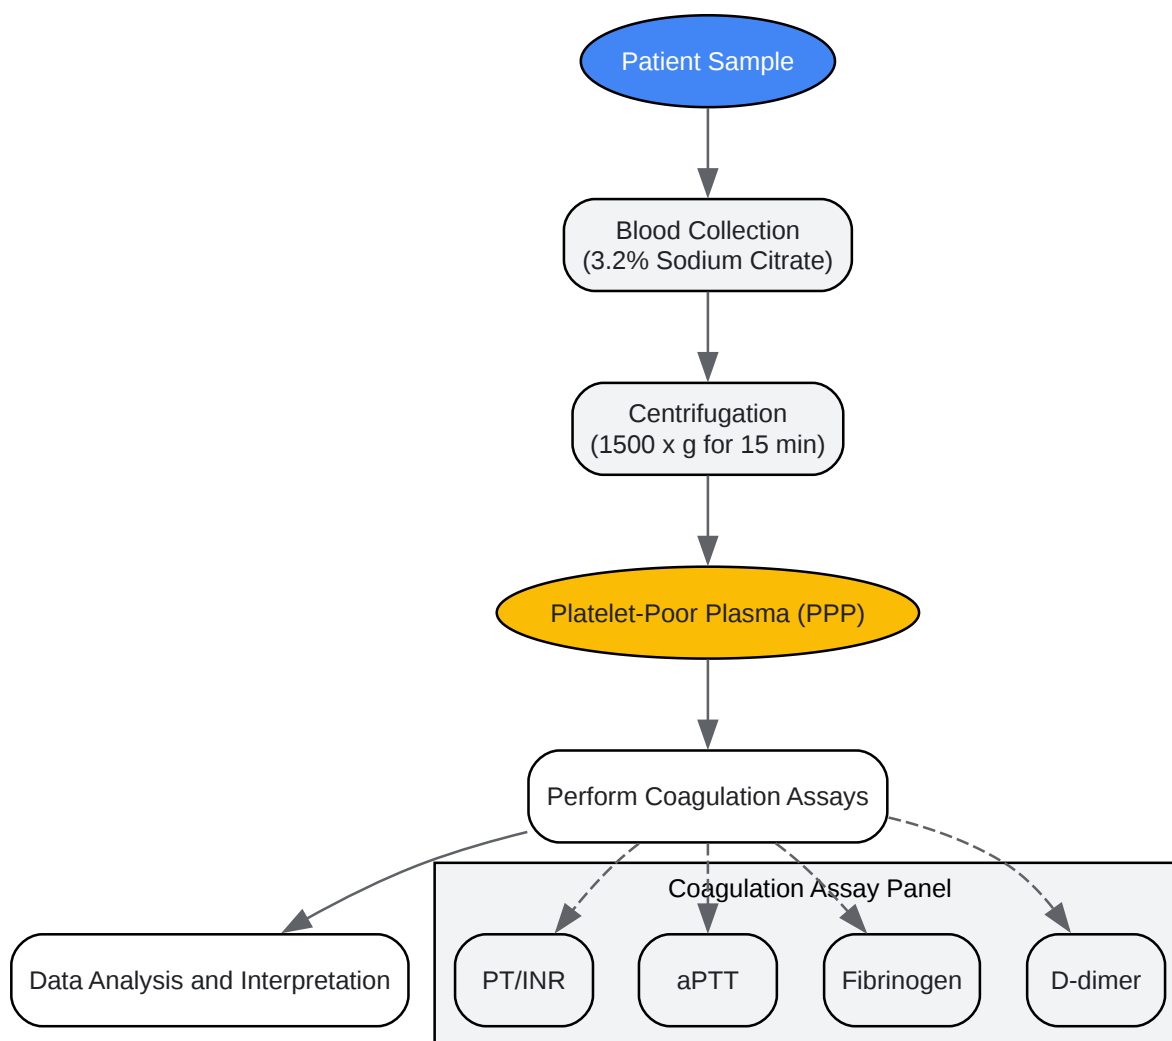 Patient Sample
Blood Collection
(3.2% Sodium Citrate)
Centrifugation
(1500 x g for 15 min)
Platelet-Poor Plasma (PPP)
Perform Coagulation Assays
Coagulation Assay Panel
Data Analysis and Interpretation
PT/INR
aPTT
Fibrinogen
D-dimer